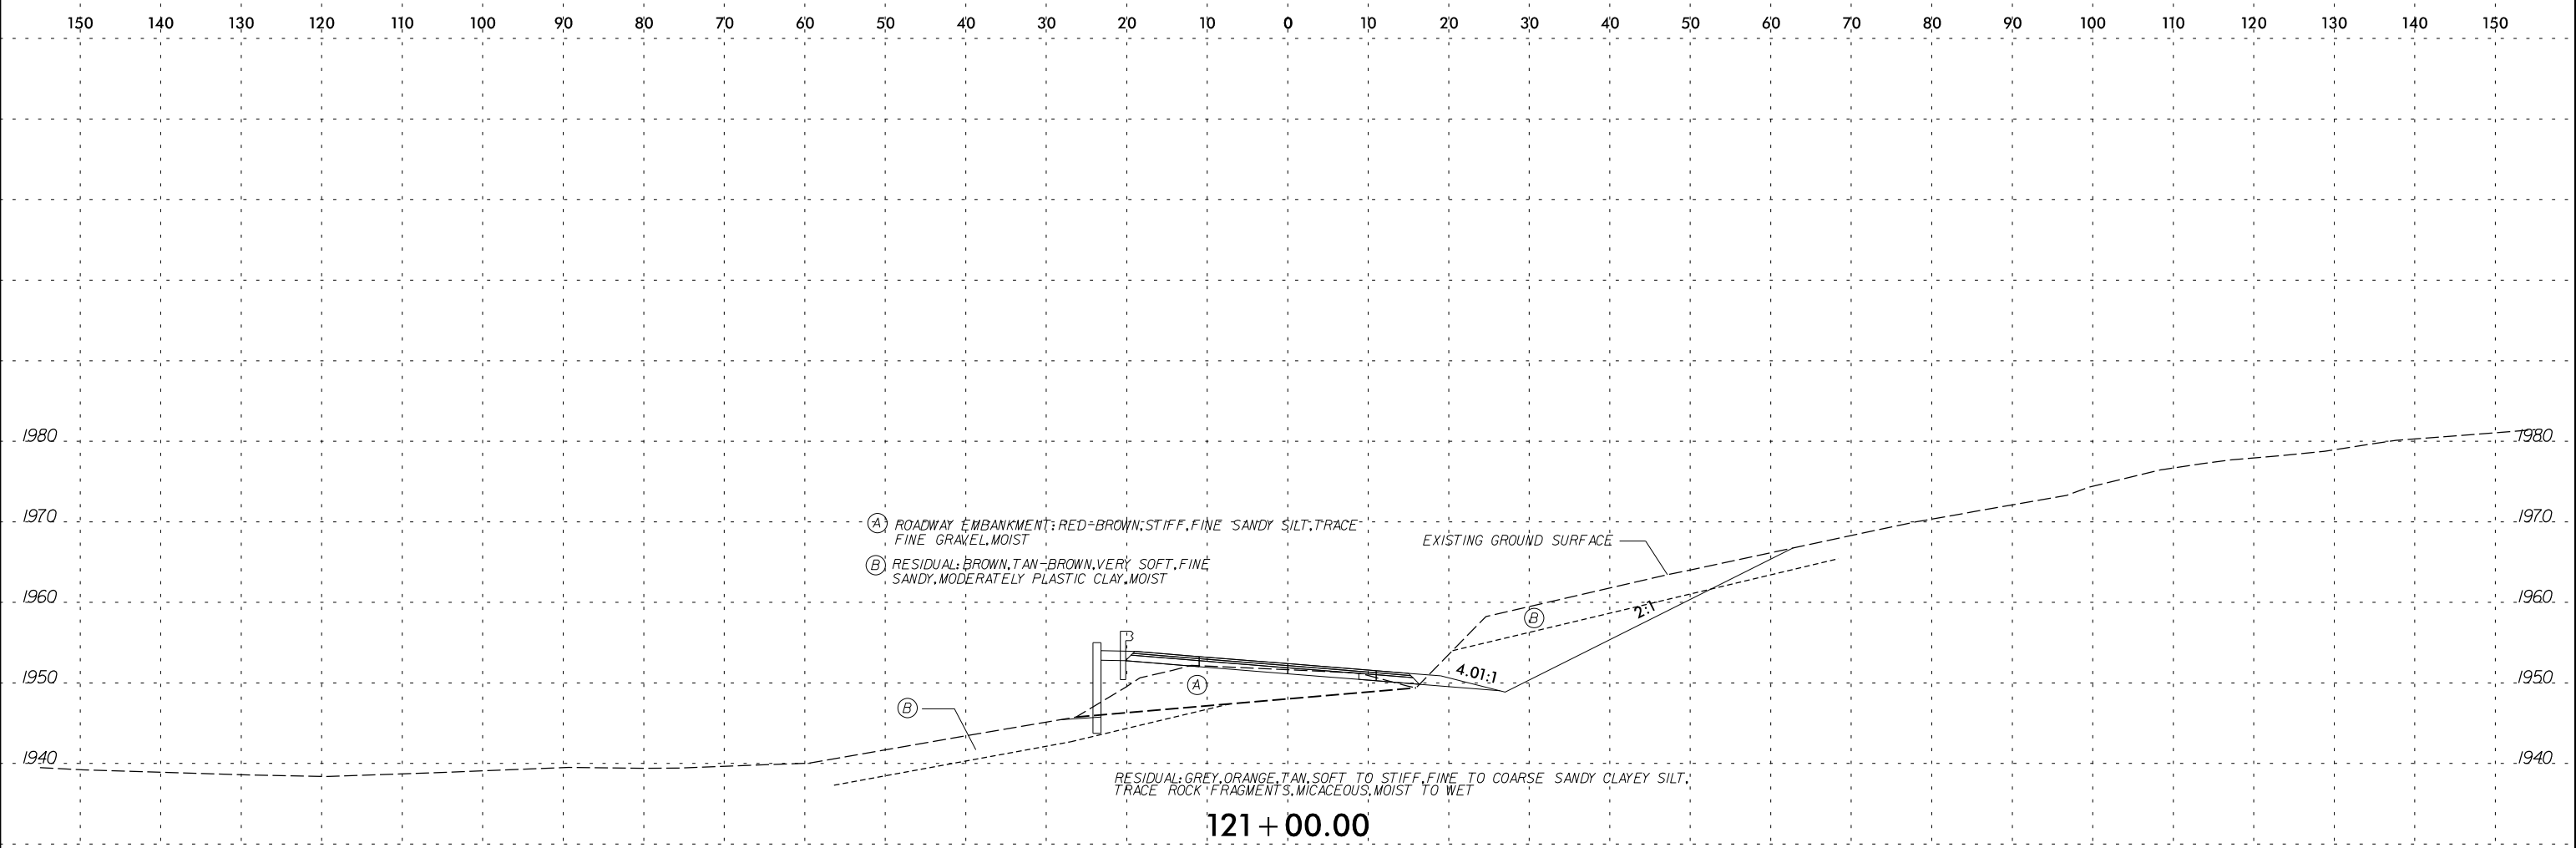 150 140 130 120 110 100 90 80 70 60 50 40 30 20 10 0 10 20 30 40 50 60 70 80 90 100 110 120 130 140 150
1980 1980
1970 1970
Ⓐ ROADWAY EMBANKMENT: RED-BROWN, STIFF, FINE SANDY SILT, TRACE
FINE GRAVEL, MOIST
EXISTING GROUND SURFACE
Ⓑ RESIDUAL: BROWN, TAN-BROWN, VERY SOFT, FINE
SANDY, MODERATELY PLASTIC CLAY, MOIST
1960 1960
2:1
Ⓑ
4.01:1
1950 1950
Ⓐ
Ⓑ
1940 1940
RESIDUAL: GREY, ORANGE, TAN, SOFT TO STIFF, FINE TO COARSE SANDY CLAYEY SILT,
TRACE ROCK FRAGMENTS, MICACEOUS, MOIST TO WET
121+00.00